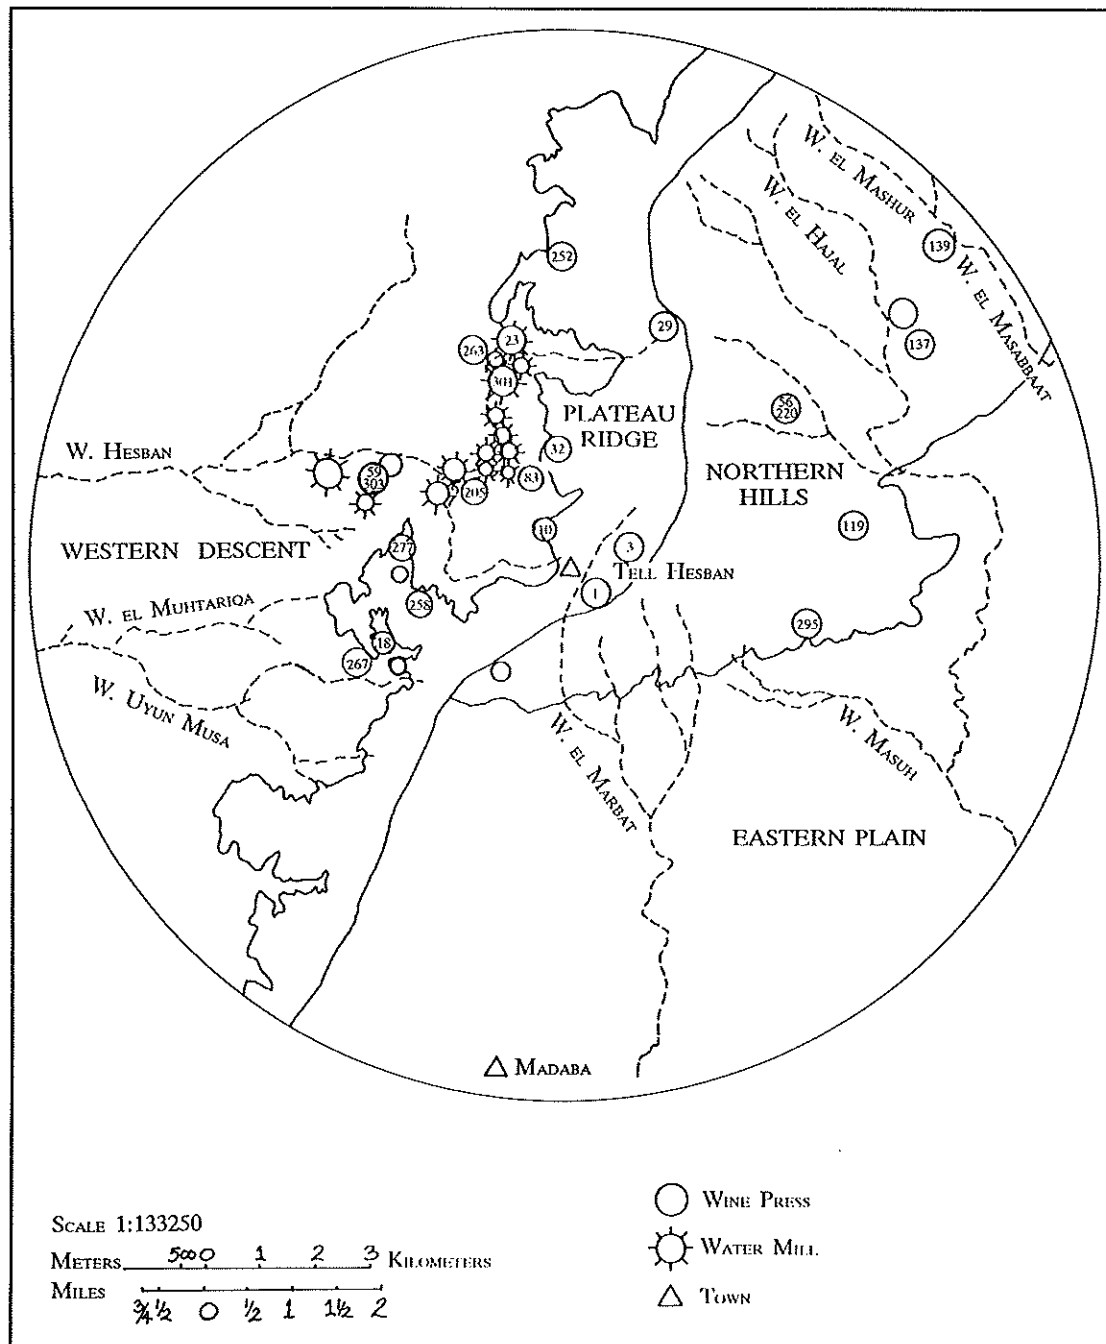 W. EL MASHUR
W. EL HAJAL
139
252
W. EL MASABBAAT
29
23
263
137
301
56
220
PLATEAU
RIDGE
32
W. HESBAN
59
303
83
205
NORTHERN
HILLS
119
10
WESTERN DESCENT
277
3
TELL HESBAN
1
258
W. EL MUHTARIQA
295
18
267
W. UYUN MUSA
W. EL MARBAT
W. MASUH
EASTERN PLAIN
MADABA
WINE PRESS
SCALE 1:133250
WATER MILL
METERS 500 0 1 2 3 KILOMETERS
MILES
TOWN
¾ ½ 0 ½ 1 1½ 2